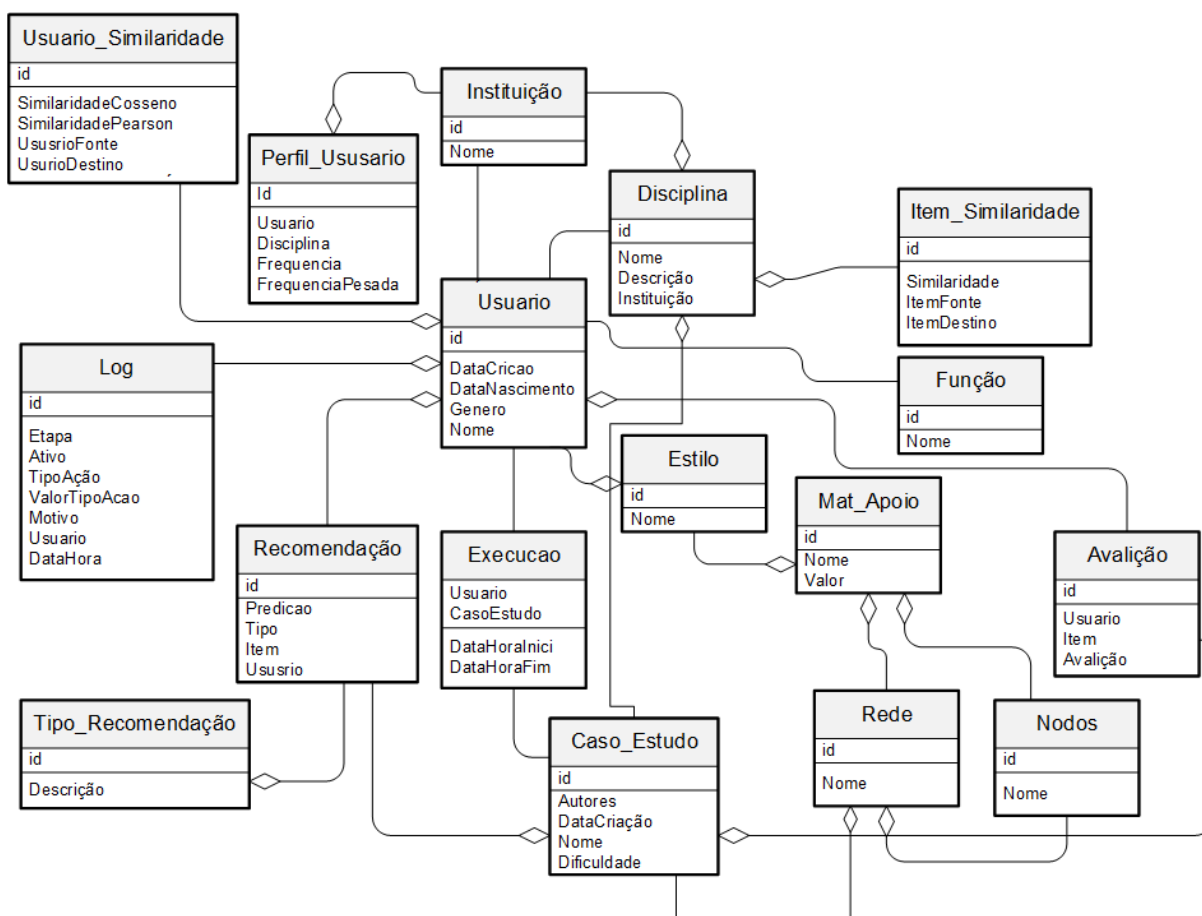 Usuario_Similaridade
id
SimilaridadeCosseno
SimilaridadePearson
UsusrioFonte
UsurioDestino
Instituição
id
Nome
Perfil_Ususário
Id
Usuario
Disciplina
Frequencia
FrequenciaPesada
Disciplina
id
Nome
Descrição
Instituição
Item_Similaridade
id
Similaridade
ItemFonte
ItemDestino
Usuário
id
DataCricao
DataNascimento
Genero
Nome
Log
id
Etapa
Ativo
TipoAção
ValorTipoAcao
Motivo
Usuario
DataHora
Função
id
Nome
Estilo
id
Nome
Mat_Apoio
id
Nome
Valor
Recomendação
id
Predicao
Tipo
Item
Ususrio
Execucao
Usuario
CasoEstudo
DataHoraInici
DataHoraFim
Avalição
id
Usuario
Item
Avalição
Tipo_Recomendação
id
Descrição
Caso_Estudo
id
Autores
DataCriação
Nome
Dificuldade
Rede
id
Nome
Nodos
id
Nome